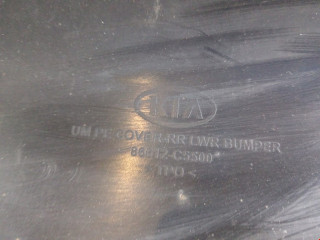 KIA
UM PE COVER-RR LWR BUMPER
86612-C5500
>TPO<